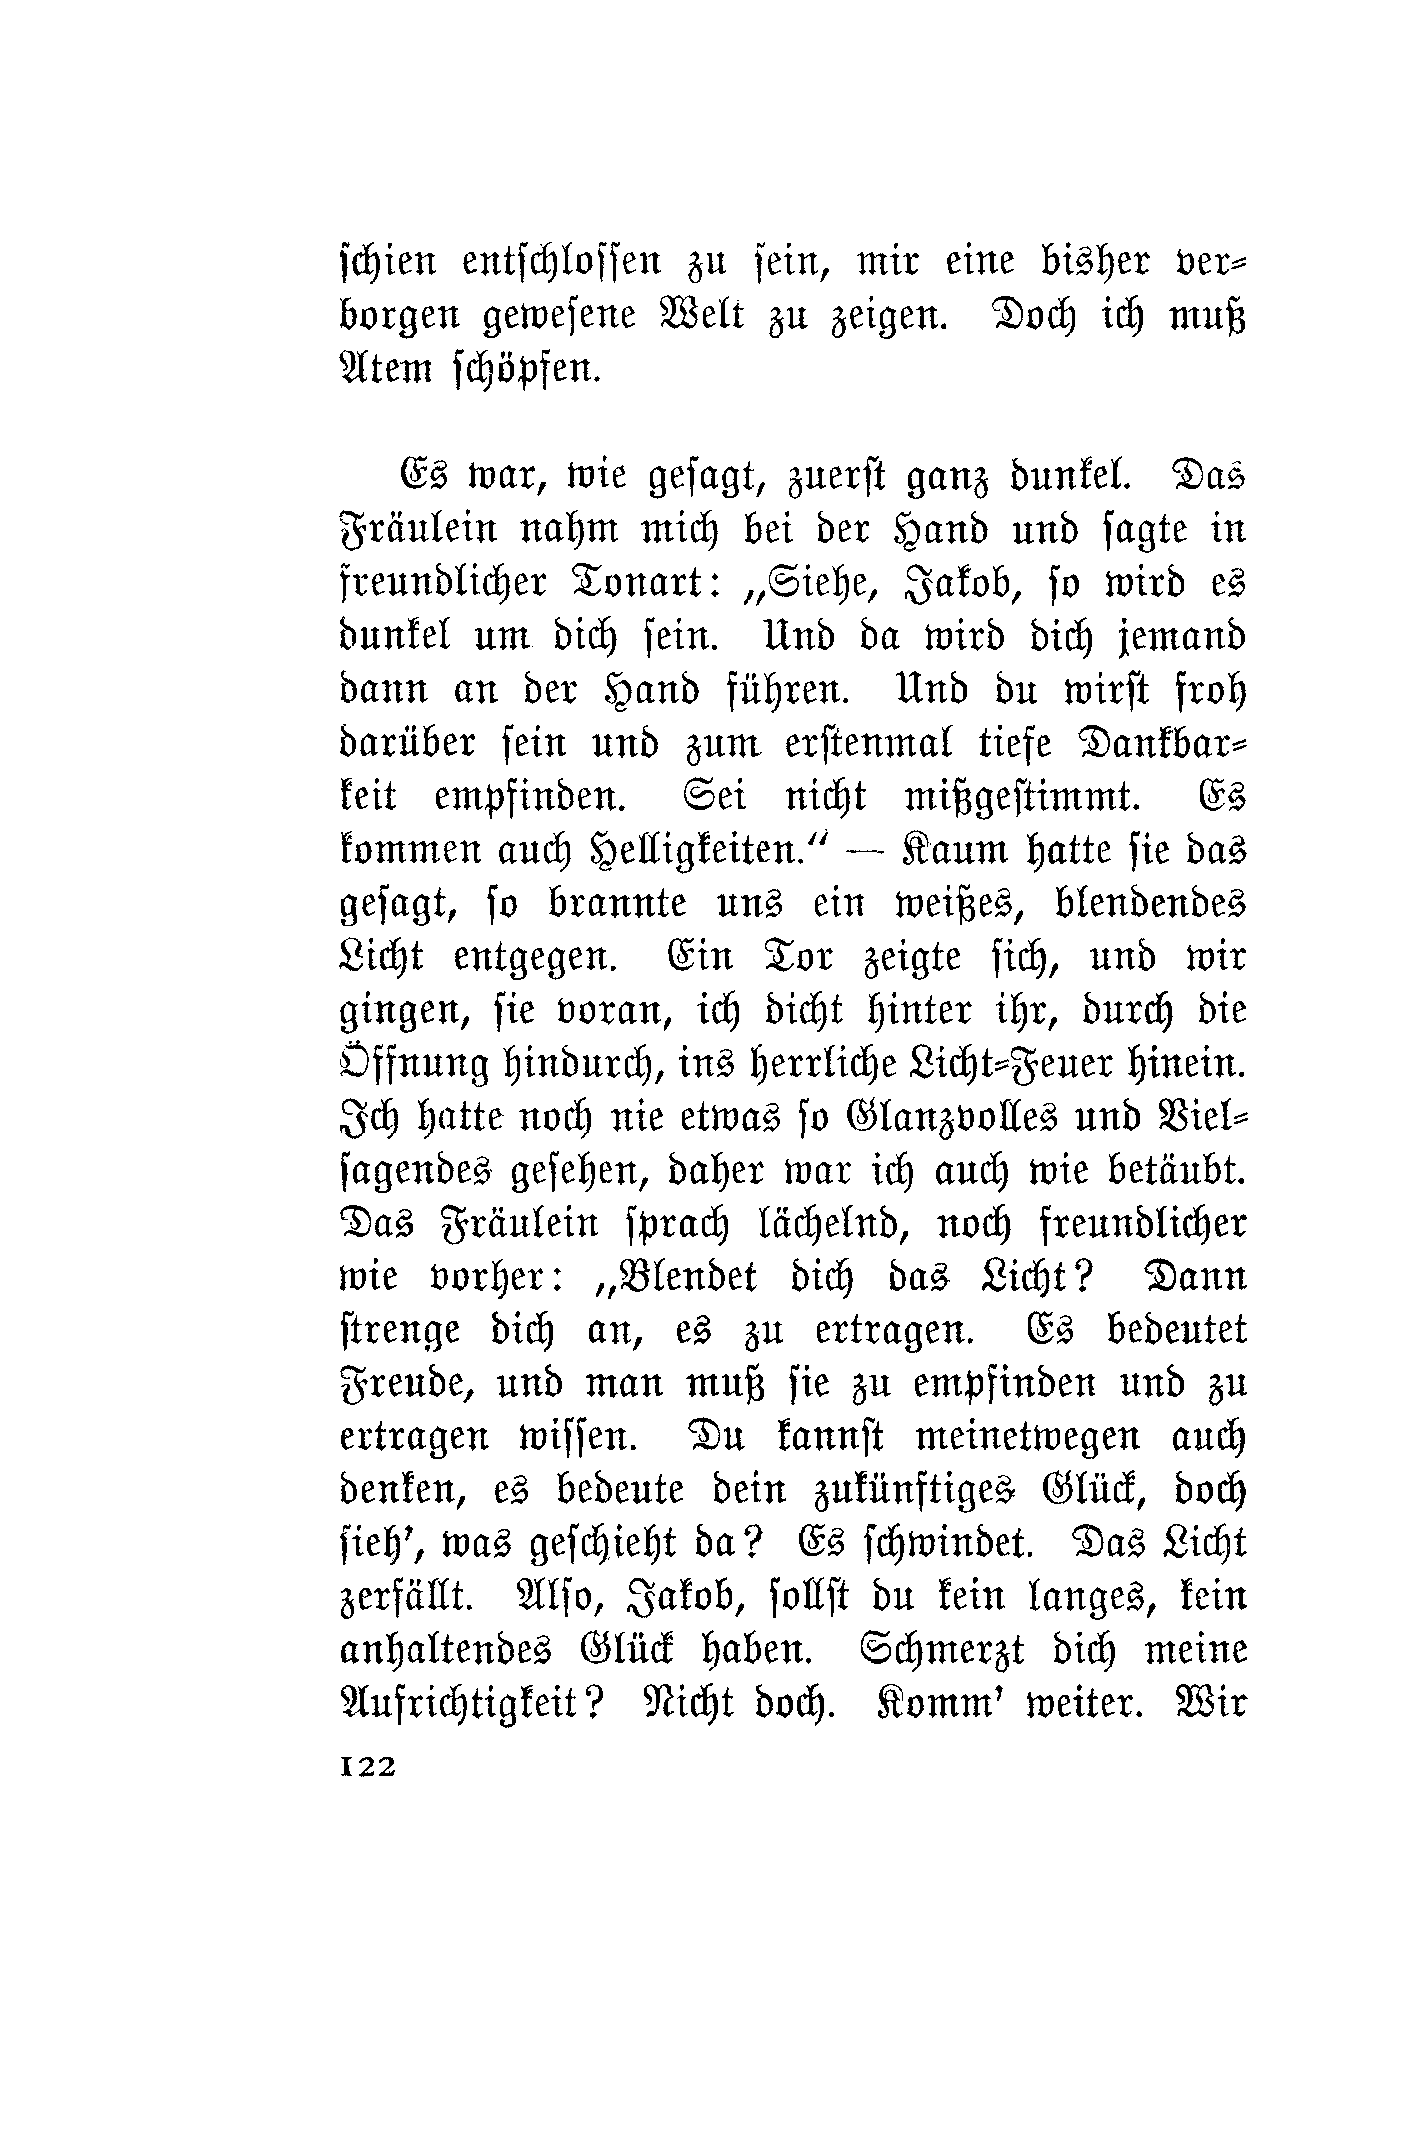 schien entschlossen zu sein, mir eine bisher ver-
borgen gewesene Welt zu zeigen. Doch ich muß
Atem schöpfen.
Es war, wie gesagt, zuerst ganz dunkel. Das
Fräulein nahm mich bei der Hand und sagte in
freundlicher Tonart: „Siehe, Jakob, so wird es
dunkel um dich sein. Und da wird dich jemand
dann an der Hand führen. Und du wirst froh
darüber sein und zum erstenmal tiefe Dankbar-
keit empfinden. Sei nicht mißgestimmt. Es
kommen auch Helligkeiten.“ — Kaum hatte sie das
gesagt, so brannte uns ein weißes, blendendes
Licht entgegen. Ein Tor zeigte sich, und wir
gingen, sie voran, ich dicht hinter ihr, durch die
Öffnung hindurch, ins herrliche Licht-Feuer hinein.
Ich hatte noch nie etwas so Glanzvolles und Viel-
sagendes gesehen, daher war ich auch wie betäubt.
Das Fräulein sprach lächelnd, noch freundlicher
wie vorher: „Blendet dich das Licht? Dann
strenge dich an, es zu ertragen. Es bedeutet
Freude, und man muß sie zu empfinden und zu
ertragen wissen. Du kannst meinetwegen auch
denken, es bedeute dein zukünftiges Glück, doch
sieh’, was geschieht da? Es schwindet. Das Licht
zerfällt. Also, Jakob, sollst du kein langes, kein
anhaltendes Glück haben. Schmerzt dich meine
Aufrichtigkeit? Nicht doch. Komm’ weiter. Wir
122